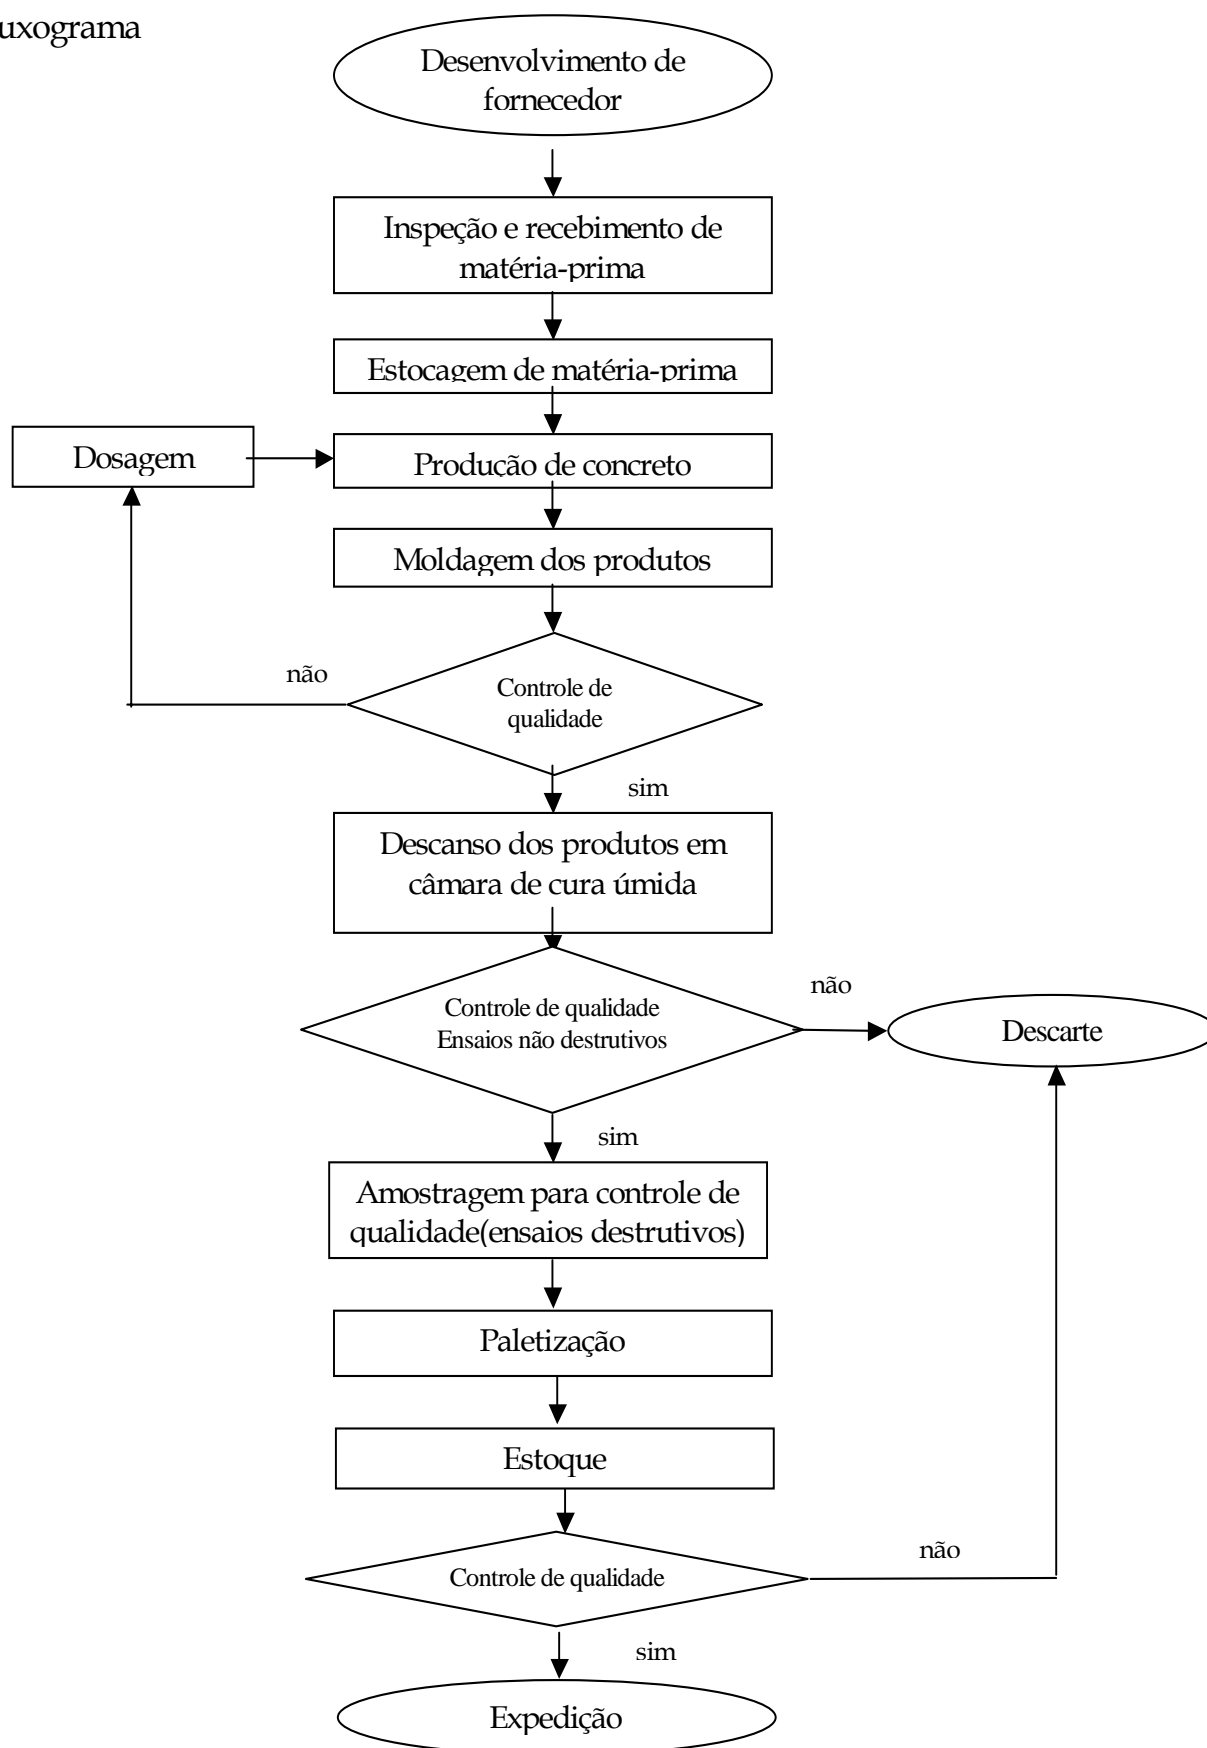 uxograma
Desenvolvimento de
fornecedor
Inspeção e recebimento de
matéria-prima
Estocagem de matéria-prima
Dosagem
Produção de concreto
Moldagem dos produtos
não
Controle de
qualidade
sim
Descanso dos produtos em
câmara de cura úmida
não
Controle de qualidade
Ensaios não destrutivos
Descarte
sim
Amostragem para controle de
qualidade(ensaios destrutivos)
Paletização
Estoque
não
Controle de qualidade
sim
Expedição